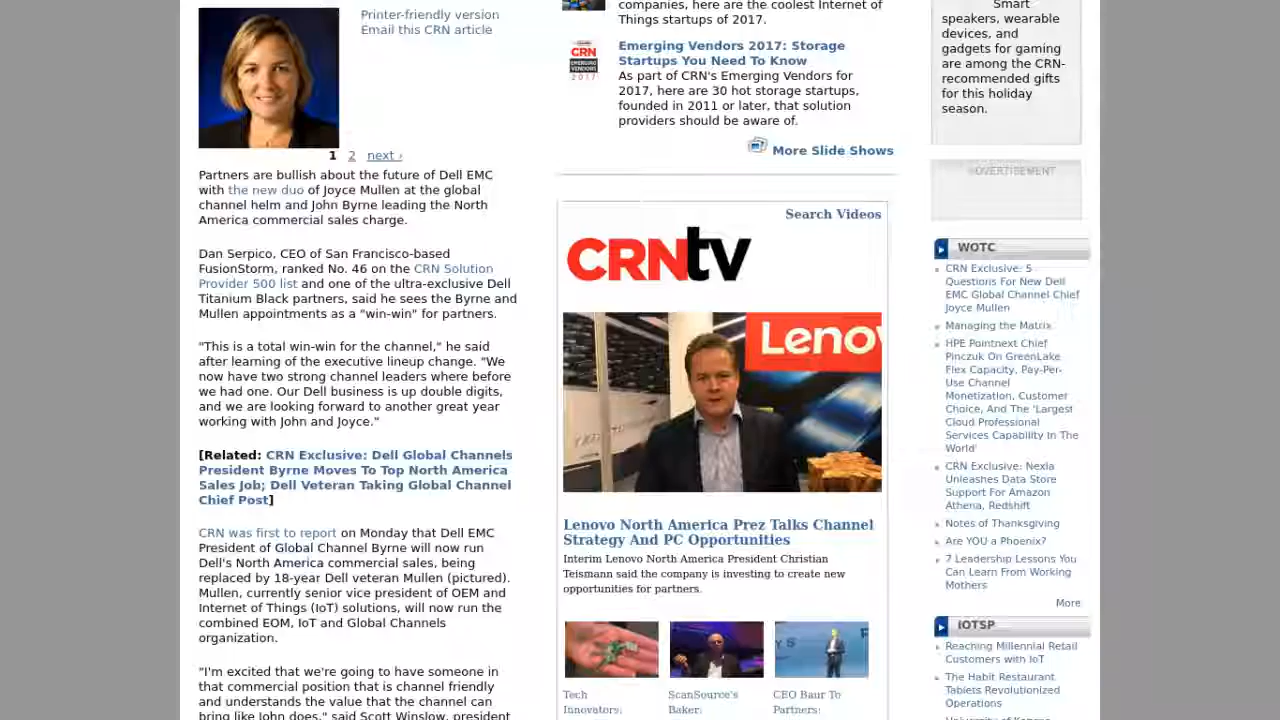 Printer-friendly version
Email this CRN article
1 2 next ›
Partners are bullish about the future of Dell EMC
with the new duo of Joyce Mullen at the global
channel helm and John Byrne leading the North
America commercial sales charge.
Dan Serpico, CEO of San Francisco-based
FusionStorm, ranked No. 46 on the CRN Solution
Provider 500 list and one of the ultra-exclusive Dell
Titanium Black partners, said he sees the Byrne and
Mullen appointments as a "win-win" for partners.
"This is a total win-win for the channel," he said
after learning of the executive lineup change. "We
now have two strong channel leaders where before
we had one. Our Dell business is up double digits,
and we are looking forward to another great year
working with John and Joyce."
[Related: CRN Exclusive: Dell Global Channels
President Byrne Moves To Top North America
Sales Job; Dell Veteran Taking Global Channel
Chief Post]
CRN was first to report on Monday that Dell EMC
President of Global Channel Byrne will now run
Dell's North America commercial sales, being
replaced by 18-year Dell veteran Mullen (pictured).
Mullen, currently senior vice president of OEM and
Internet of Things (IoT) solutions, will now run the
combined EOM, IoT and Global Channels
organization.
"I'm excited that we're going to have someone in
that commercial position that is channel friendly
and understands the value that the channel can
bring like John does," said Scott Winslow, president
companies, here are the coolest Internet of
Things startups of 2017.
CRN
EMERGING
VENDORS
2017
Emerging Vendors 2017: Storage
Startups You Need To Know
As part of CRN's Emerging Vendors for
2017, here are 30 hot storage startups,
founded in 2011 or later, that solution
providers should be aware of.
More Slide Shows
Search Videos
CRNtv
Leno
Lenovo North America Prez Talks Channel
Strategy And PC Opportunities
Interim Lenovo North America President Christian
Teismann said the company is investing to create new
opportunities for partners.
Tech
Innovators:
ScanSource's
Baker:
CEO Baur To
Partners:
Smart
speakers, wearable
devices, and
gadgets for gaming
are among the CRN-
recommended gifts
for this holiday
season.
ADVERTISEMENT
WOTC
CRN Exclusive: 5
Questions For New Dell
EMC Global Channel Chief
Joyce Mullen
Managing the Matrix
HPE Pointnext Chief
Pinczuk On GreenLake
Flex Capacity, Pay-Per-
Use Channel
Monetization, Customer
Choice, And The 'Largest
Cloud Professional
Services Capability In The
World'
CRN Exclusive: Nexla
Unleashes Data Store
Support For Amazon
Athena, Redshift
Notes of Thanksgiving
Are YOU a Phoenix?
7 Leadership Lessons You
Can Learn From Working
Mothers
More
IOTSP
Reaching Millennial Retail
Customers with IoT
The Habit Restaurant
Tablets Revolutionized
Operations